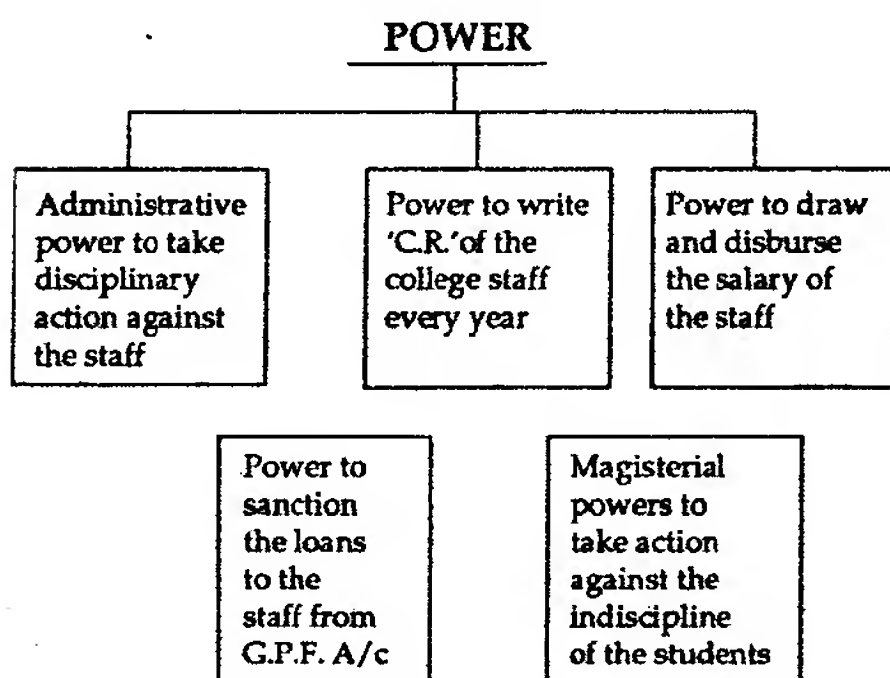 POWER
Administrative
power to take
disciplinary
action against
the staff
Power to write
'C.R.'of the
college staff
every year
Power to draw
and disburse
the salary of
the staff
Power to
sanction
the loans
to the
staff from
G.P.F. A/c
Magisterial
powers to
take action
against the
indiscipline
of the students